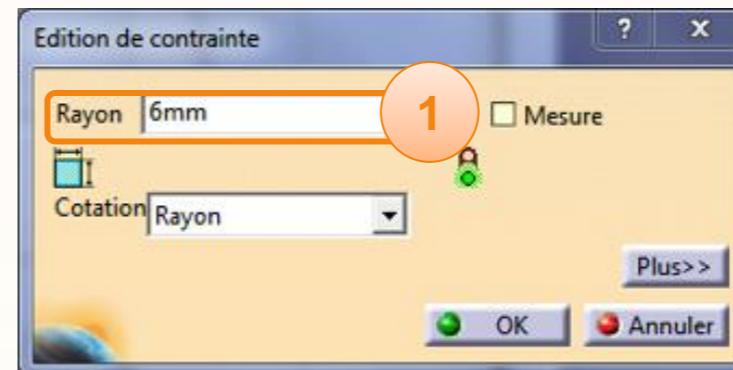 Edition de contrainte ? x
Rayon 6mm 1 Mesure
Cotation Rayon
Plus>>
OK Annuler